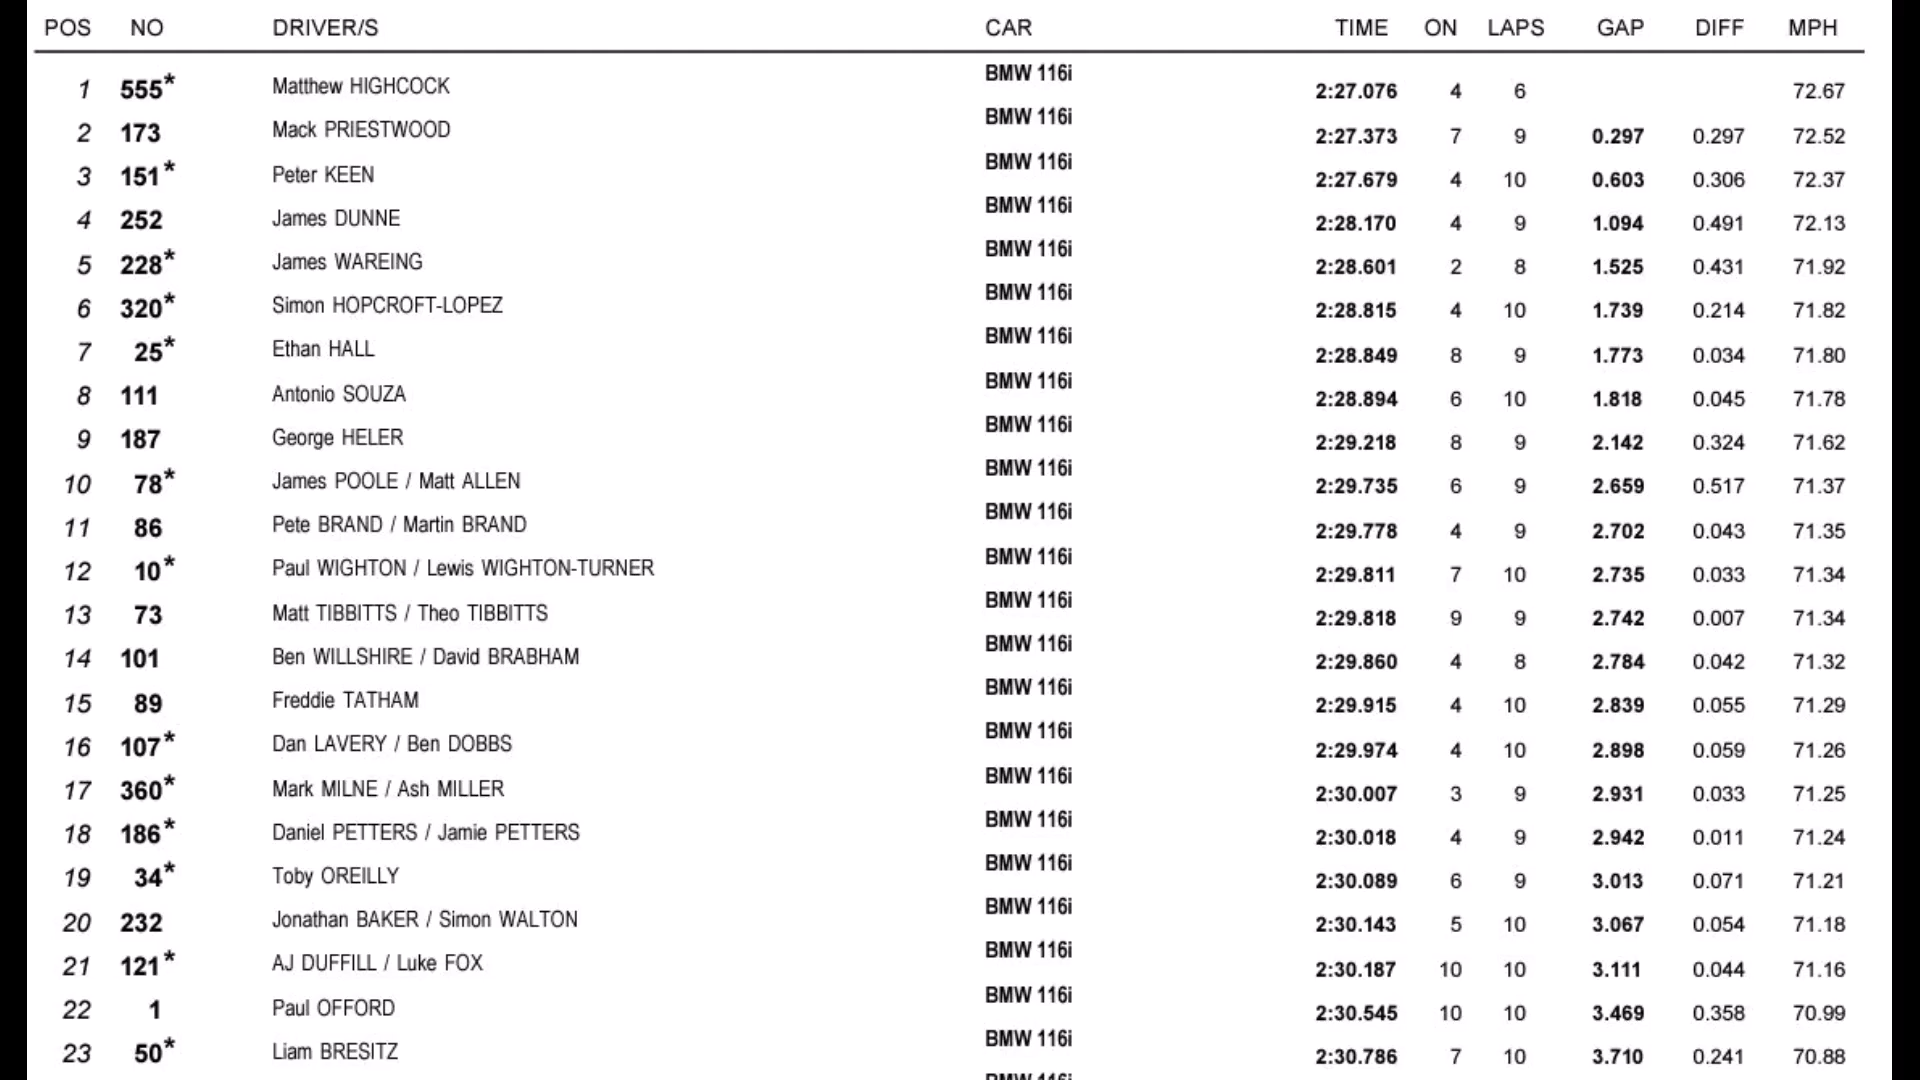 POS NO DRIVER/S CAR TIME ON LAPS GAP DIFF MPH
1 555* Matthew HIGHCOCK BMW 116i 2:27.076 4 6 72.67
2 173 Mack PRIESTWOOD BMW 116i 2:27.373 7 9 0.297 0.297 72.52
3 151* Peter KEEN BMW 116i 2:27.679 4 10 0.603 0.306 72.37
4 252 James DUNNE BMW 116i 2:28.170 4 9 1.094 0.491 72.13
5 228* James WAREING BMW 116i 2:28.601 2 8 1.525 0.431 71.92
6 320* Simon HOPCROFT-LOPEZ BMW 116i 2:28.815 4 10 1.739 0.214 71.82
7 25* Ethan HALL BMW 116i 2:28.849 8 9 1.773 0.034 71.80
8 111 Antonio SOUZA BMW 116i 2:28.894 6 10 1.818 0.045 71.78
9 187 George HELER BMW 116i 2:29.218 8 9 2.142 0.324 71.62
10 78* James POOLE / Matt ALLEN BMW 116i 2:29.735 6 9 2.659 0.517 71.37
11 86 Pete BRAND / Martin BRAND BMW 116i 2:29.778 4 9 2.702 0.043 71.35
12 10* Paul WIGHTON / Lewis WIGHTON-TURNER BMW 116i 2:29.811 7 10 2.735 0.033 71.34
13 73 Matt TIBBITTS / Theo TIBBITTS BMW 116i 2:29.818 9 9 2.742 0.007 71.34
14 101 Ben WILLSHIRE / David BRABHAM BMW 116i 2:29.860 4 8 2.784 0.042 71.32
15 89 Freddie TATHAM BMW 116i 2:29.915 4 10 2.839 0.055 71.29
16 107* Dan LAVERY / Ben DOBBS BMW 116i 2:29.974 4 10 2.898 0.059 71.26
17 360* Mark MILNE / Ash MILLER BMW 116i 2:30.007 3 9 2.931 0.033 71.25
18 186* Daniel PETTERS / Jamie PETTERS BMW 116i 2:30.018 4 9 2.942 0.011 71.24
19 34* Toby OREILLY BMW 116i 2:30.089 6 9 3.013 0.071 71.21
20 232 Jonathan BAKER / Simon WALTON BMW 116i 2:30.143 5 10 3.067 0.054 71.18
21 121* AJ DUFFILL / Luke FOX BMW 116i 2:30.187 10 10 3.111 0.044 71.16
22 1 Paul OFFORD BMW 116i 2:30.545 10 10 3.469 0.358 70.99
23 50* Liam BRESITZ BMW 116i 2:30.786 7 10 3.710 0.241 70.88